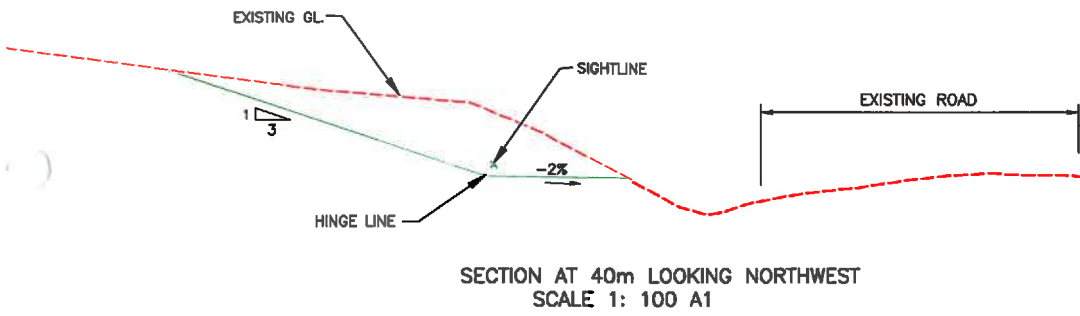 EXISTING GL.
SIGHTLINE
EXISTING ROAD
1
3
-2%
HINGE LINE
SECTION AT 40m LOOKING NORTHWEST
SCALE 1: 100 A1